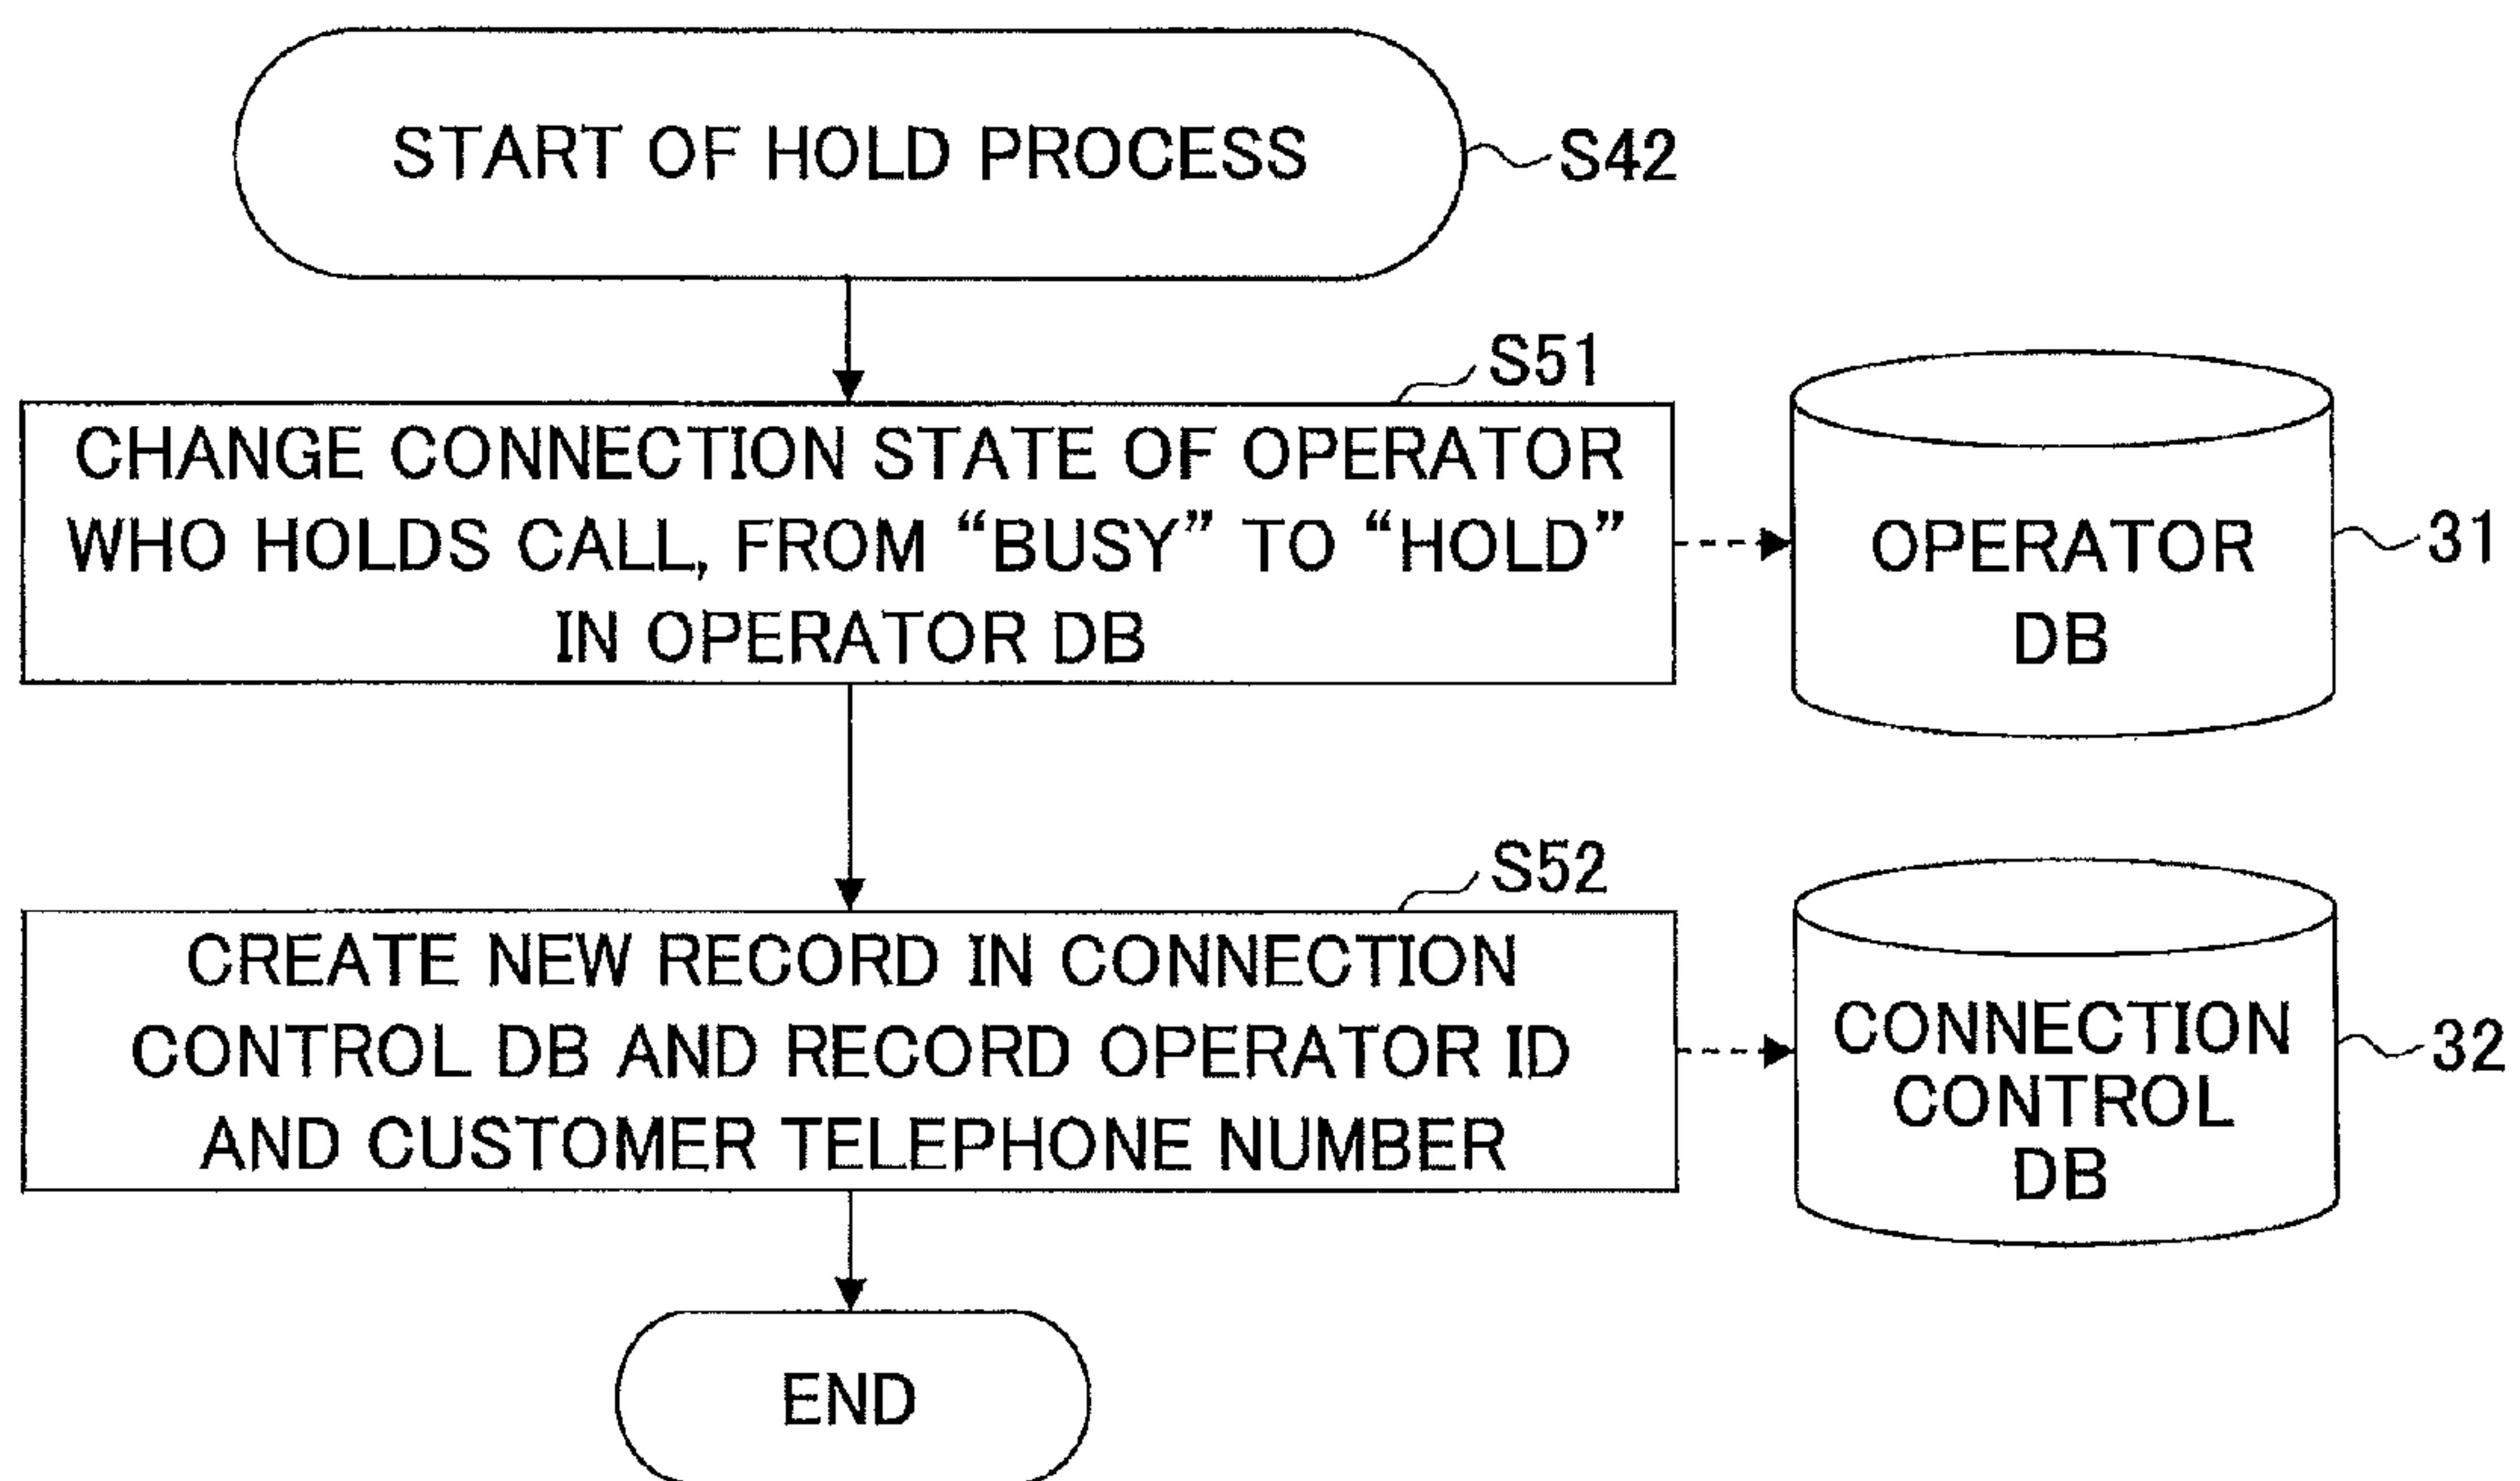 START OF HOLD PROCESS
S42
S51
CHANGE CONNECTION STATE OF OPERATOR
WHO HOLDS CALL, FROM “BUSY” TO “HOLD”
IN OPERATOR DB
OPERATOR
DB
31
S52
CREATE NEW RECORD IN CONNECTION
CONTROL DB AND RECORD OPERATOR ID
AND CUSTOMER TELEPHONE NUMBER
CONNECTION
CONTROL
DB
32
END